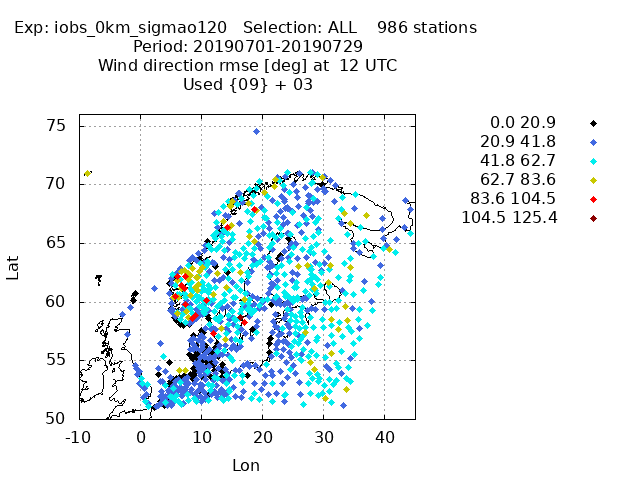 Exp: iobs_0km_sigmao120   Selection: ALL    986 stations
Period: 20190701-20190729
Wind direction rmse [deg] at  12 UTC
Used {09} + 03
0.0 20.9
20.9 41.8
41.8 62.7
62.7 83.6
83.6 104.5
104.5 125.4
75
70
65
60
55
50
Lat
-10 0 10 20 30 40
Lon